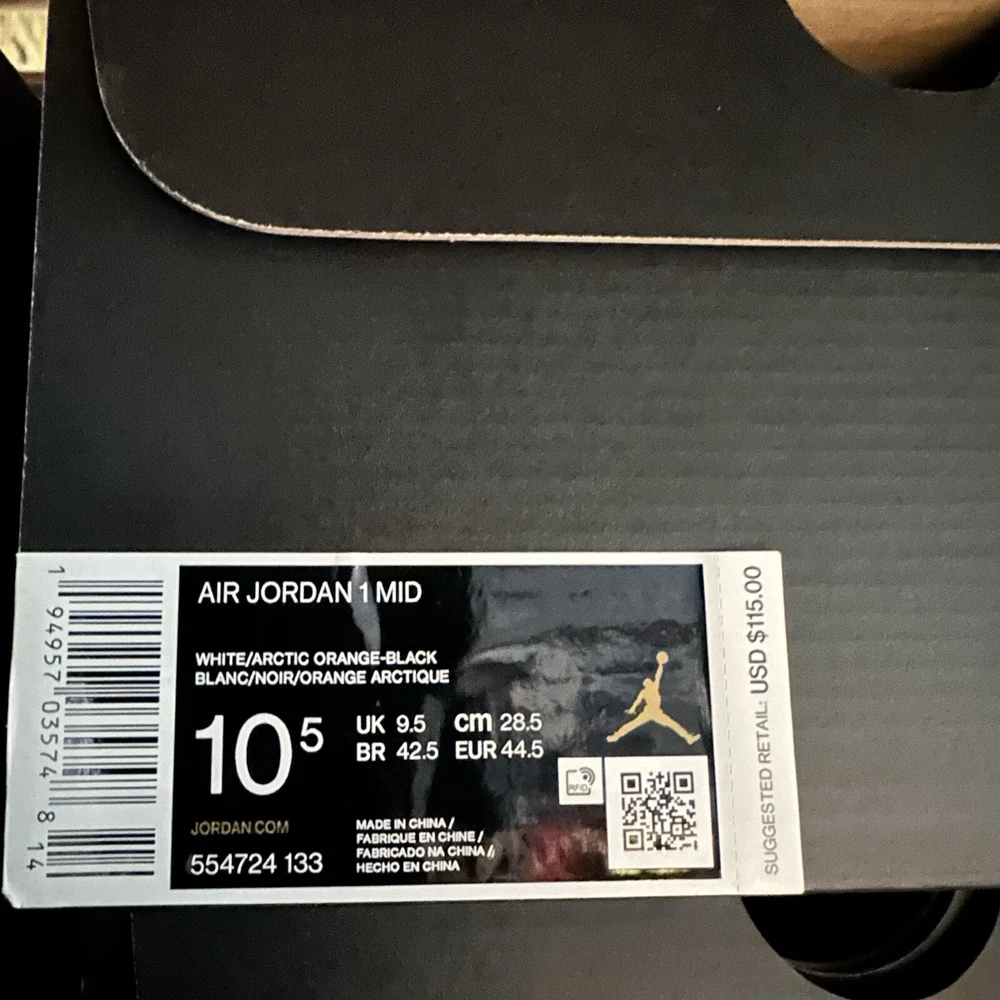 AIR JORDAN 1 MID
WHITE/ARCTIC ORANGE-BLACK
BLANC/NOIR/ORANGE ARCTIQUE
10 5
UK 9.5 cm 28.5
BR 42.5 EUR 44.5
RFID
JORDAN.COM
554724 133
MADE IN CHINA /
FABRIQUE EN CHINE /
FABRICADO NA CHINA //
HECHO EN CHINA
1 94957 03574 8 14
SUGGESTED RETAIL: USD $115.00